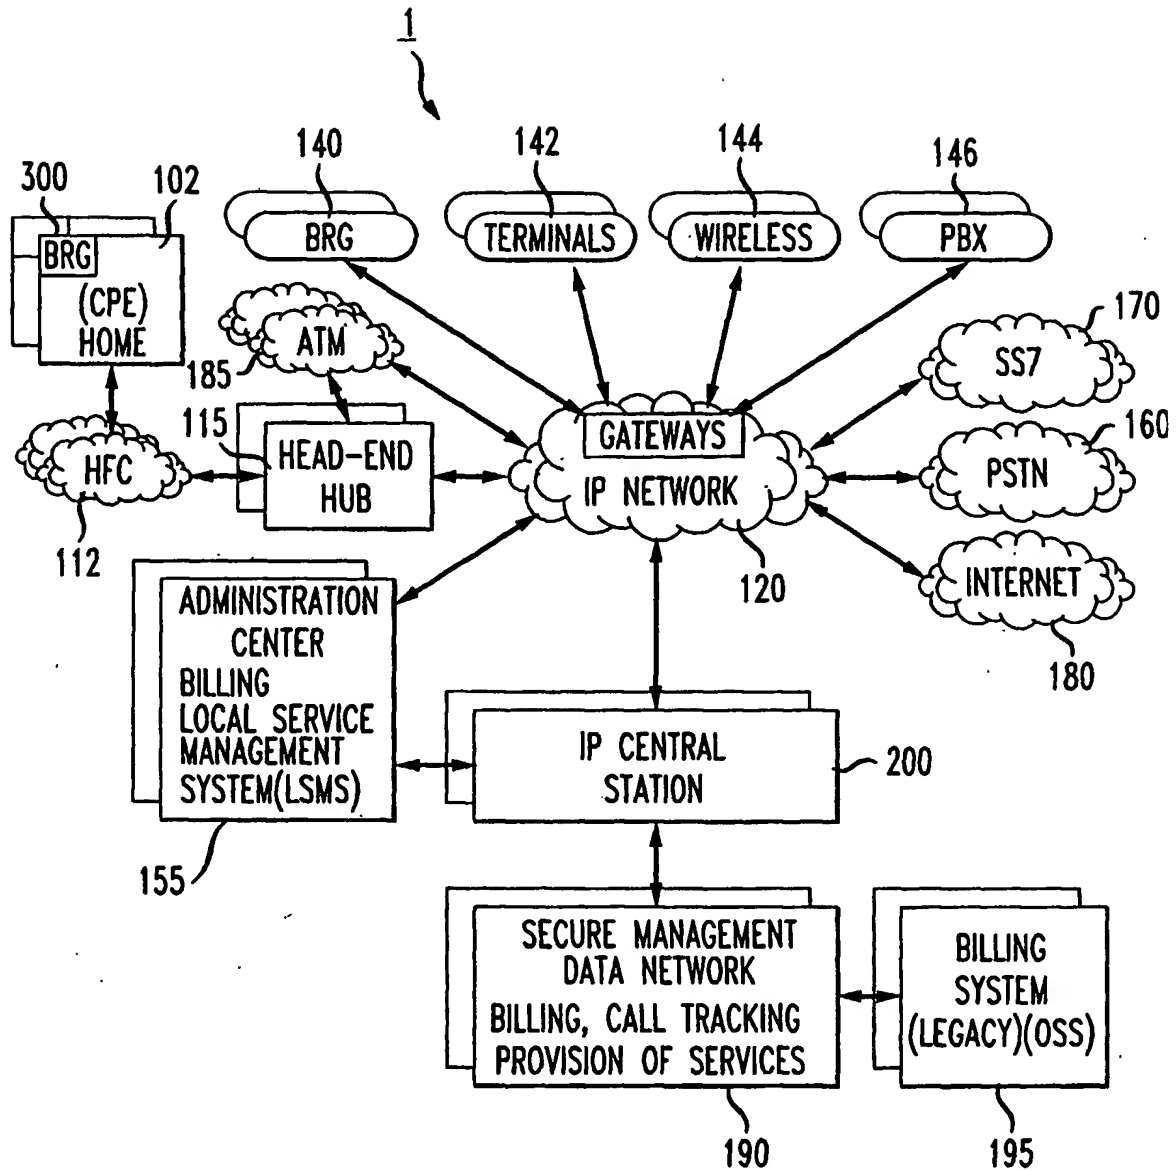 1
140
142
144
146
300
102
BRG
TERMINALS
WIRELESS
PBX
BRG
(CPE)
HOME
ATM
185
170
SS7
115
HEAD-END
HUB
GATEWAYS
IP NETWORK
160
PSTN
HFC
112
120
INTERNET
180
ADMINISTRATION
CENTER
BILLING
LOCAL SERVICE
MANAGEMENT
SYSTEM(LSMS)
155
IP CENTRAL
STATION
200
SECURE MANAGEMENT
DATA NETWORK
BILLING, CALL TRACKING
PROVISION OF SERVICES
190
BILLING
SYSTEM
(LEGACY)(OSS)
195